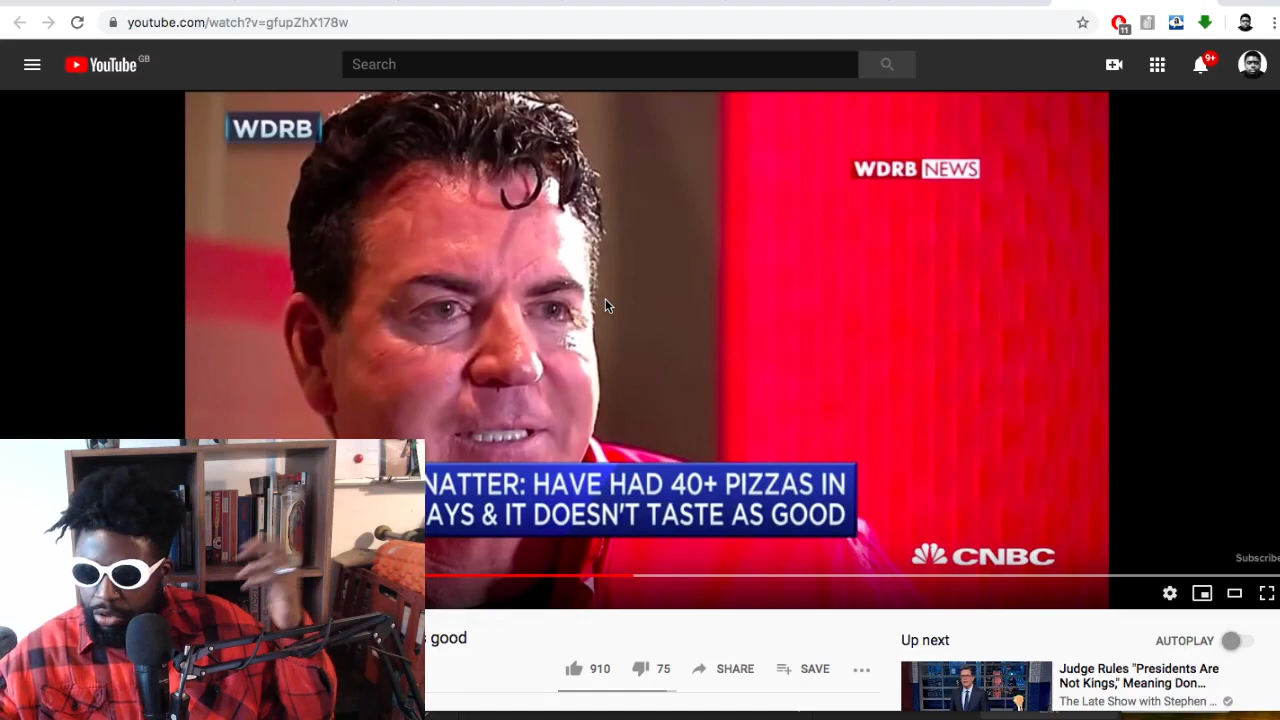 youtube.com/watch?v=gfupZhX178w
11
YouTube GB
Search
9+
WDRB
WDRB NEWS
NATTER: HAVE HAD 40+ PIZZAS IN
AYS & IT DOESN'T TASTE AS GOOD
CNBC
Subscribe
good
910
75
SHARE
SAVE
Up next
AUTOPLAY
Judge Rules "Presidents Are
Not Kings," Meaning Don...
The Late Show with Stephen ...